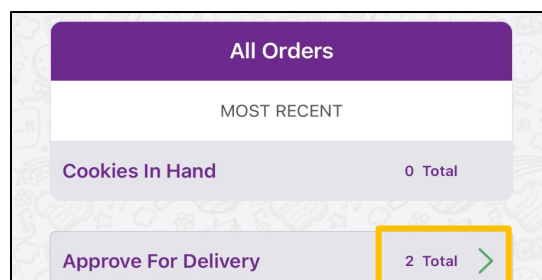 All Orders
MOST RECENT
Cookies In Hand 0 Total
Approve For Delivery 2 Total